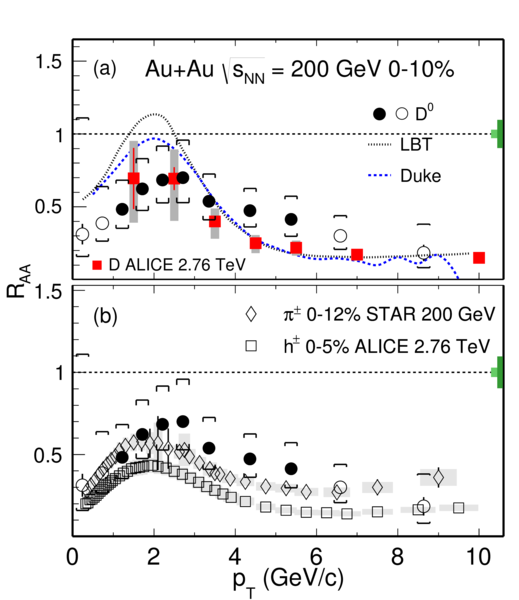 (a) Au+Au √sNN = 200 GeV 0-10%
D⁰
LBT
Duke
D ALICE 2.76 TeV
1.5
1
0.5
RAA
(b)
π± 0-12% STAR 200 GeV
h± 0-5% ALICE 2.76 TeV
1.5
1
0.5
0 2 4 6 8 10
pT (GeV/c)